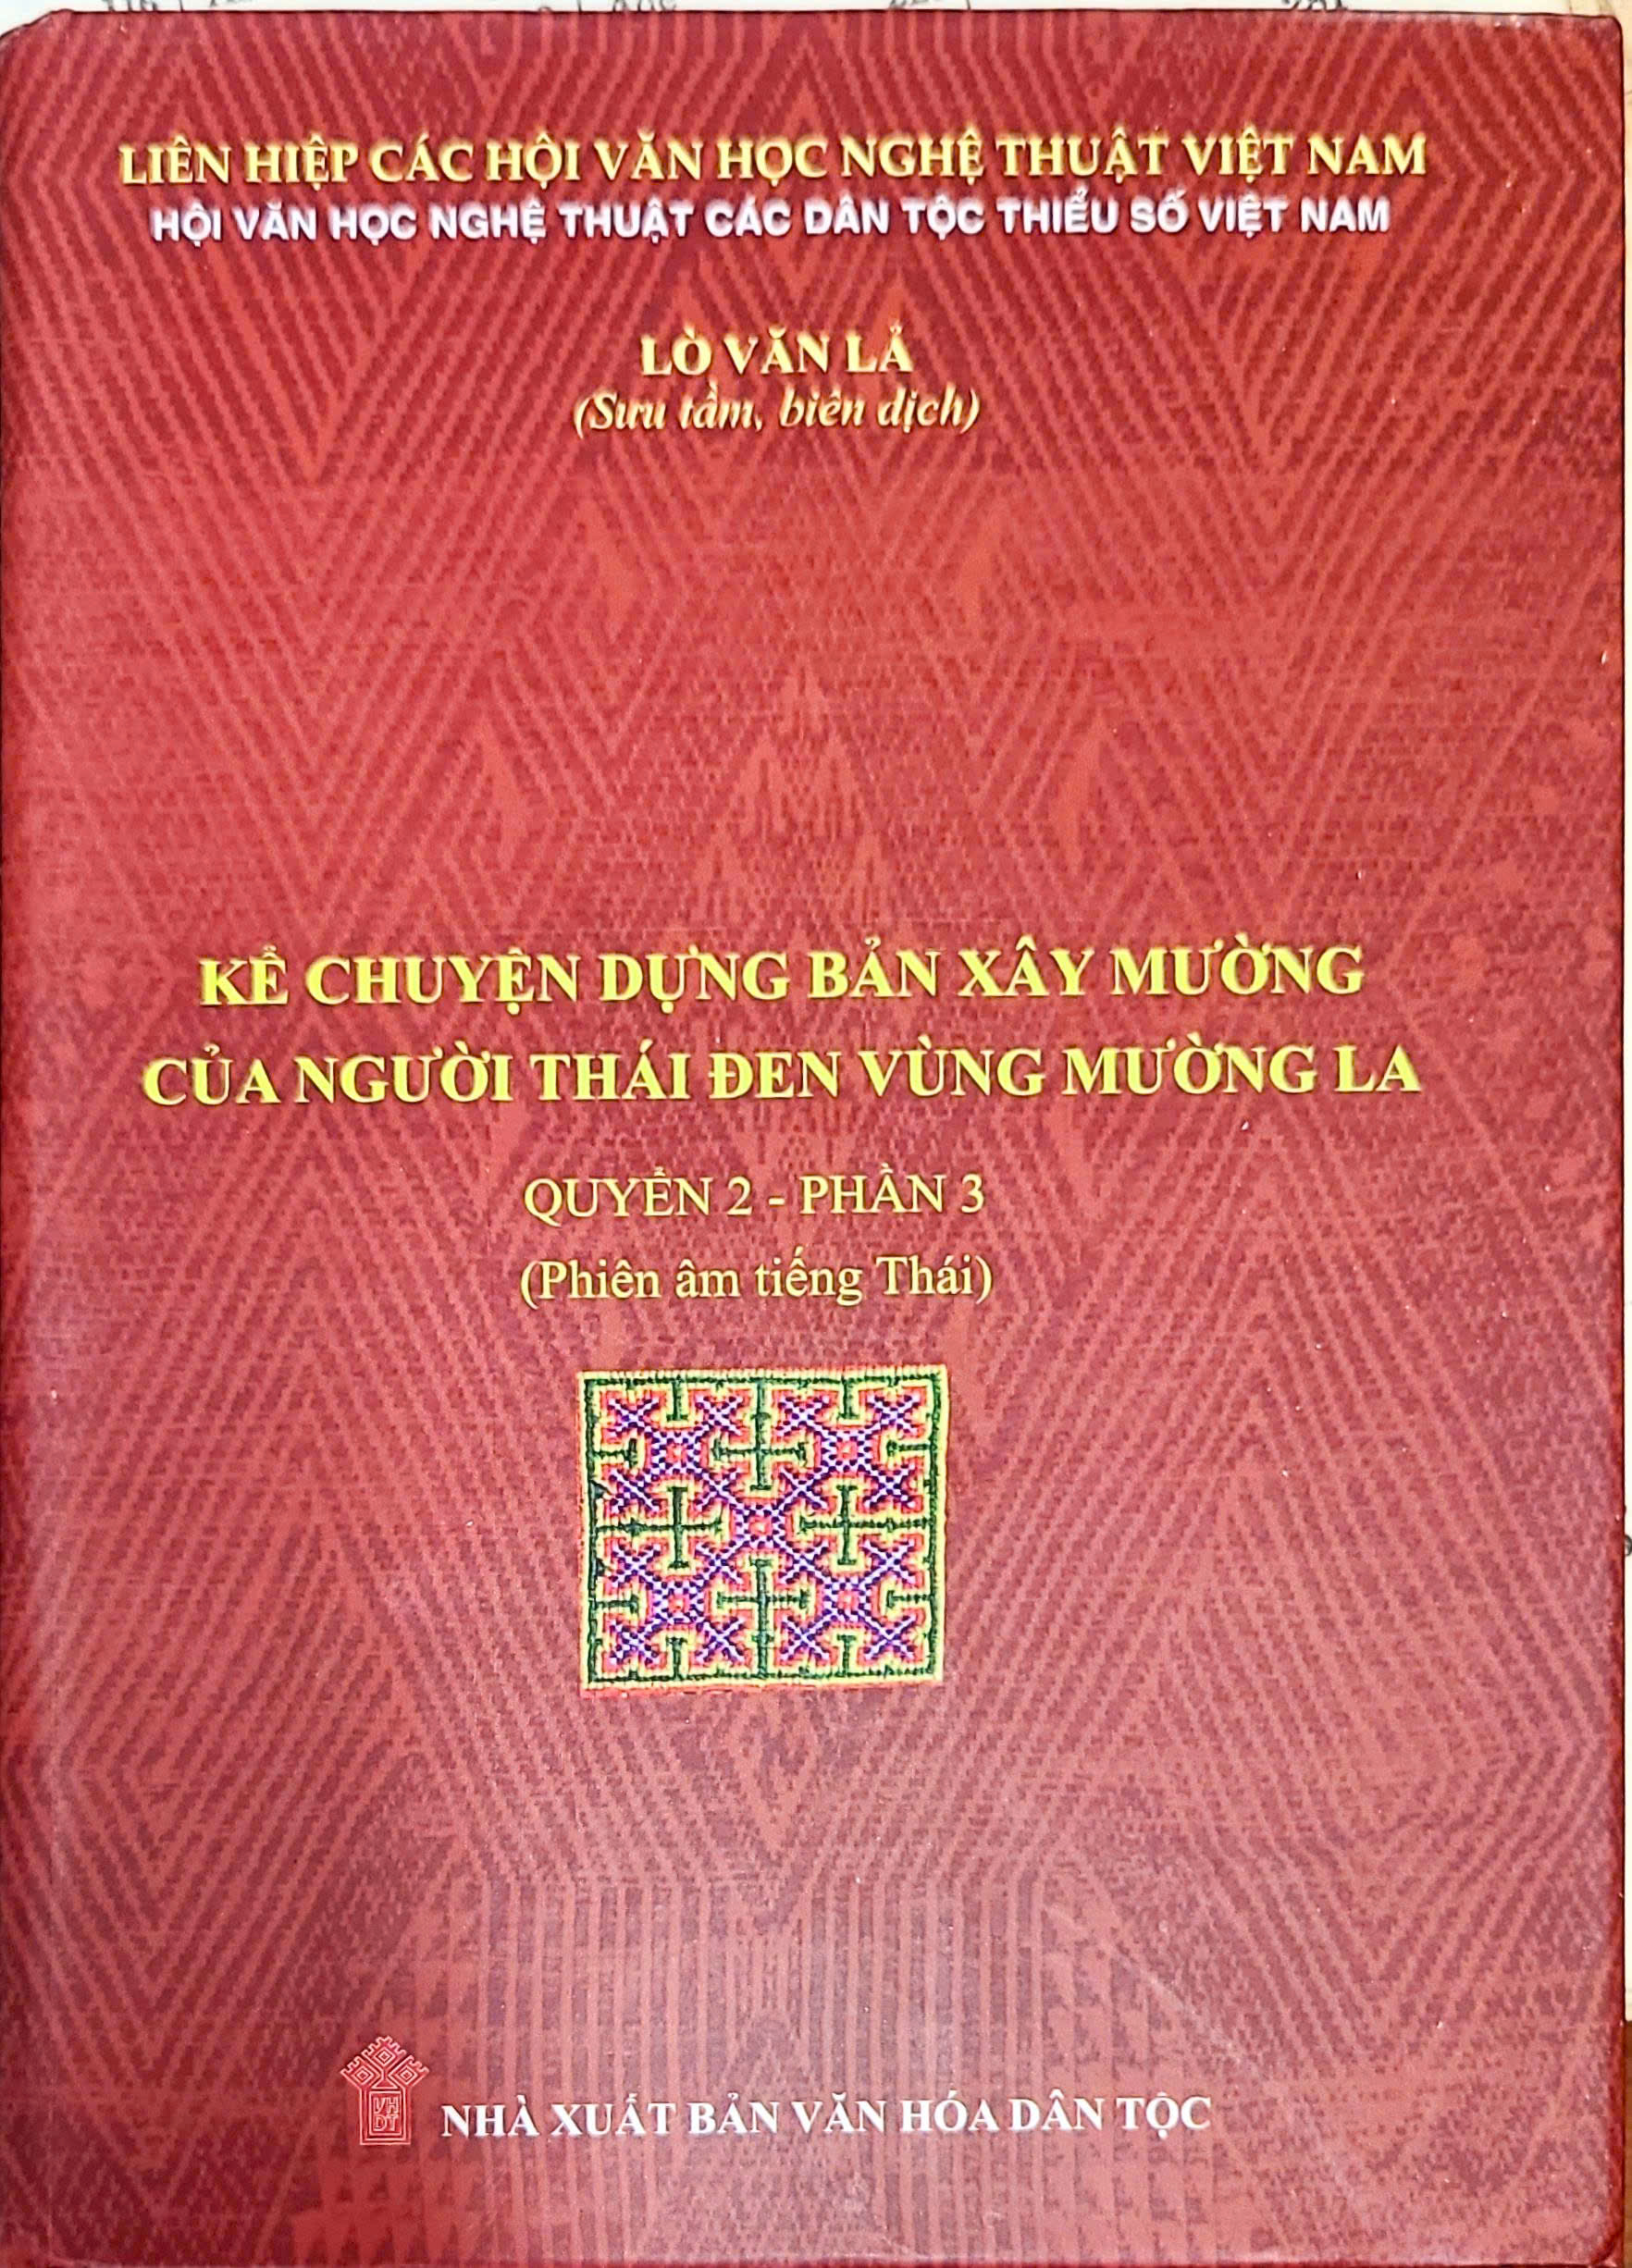 LIÊN HIỆP CÁC HỘI VĂN HỌC NGHỆ THUẬT VIỆT NAM
HỘI VĂN HỌC NGHỆ THUẬT CÁC DÂN TỘC THIỂU SỐ VIỆT NAM
LÒ VĂN LẢ
(Sưu tầm, biên dịch)
KỂ CHUYỆN DỰNG BẢN XÂY MƯỜNG
CỦA NGƯỜI THÁI ĐEN VÙNG MƯỜNG LA
QUYỂN 2 - PHẦN 3
(Phiên âm tiếng Thái)
VH
DT
NHÀ XUẤT BẢN VĂN HÓA DÂN TỘC